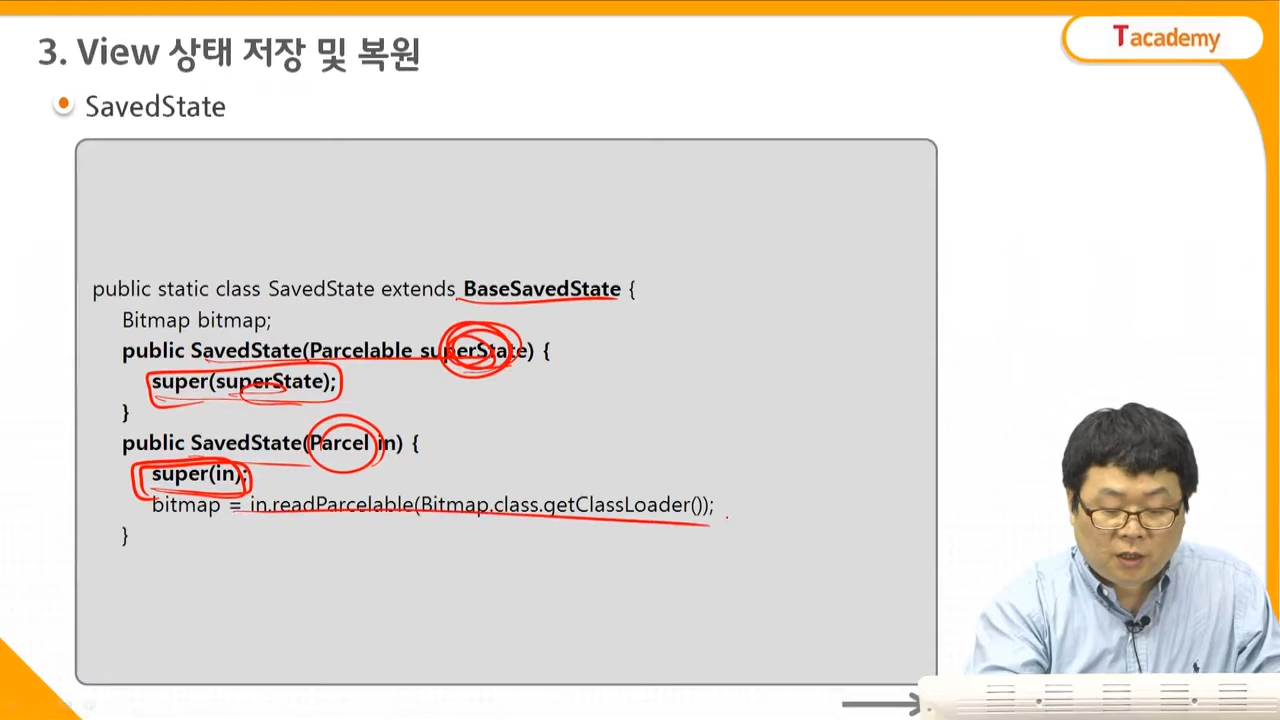 3. View 상태 저장 및 복원
Tacademy
SavedState
public static class SavedState extends BaseSavedState {
Bitmap bitmap;
public SavedState(Parcelable superState) {
super(superState);
}
public SavedState(Parcel in) {
super(in);
bitmap = in.readParcelable(Bitmap.class.getClassLoader());
}